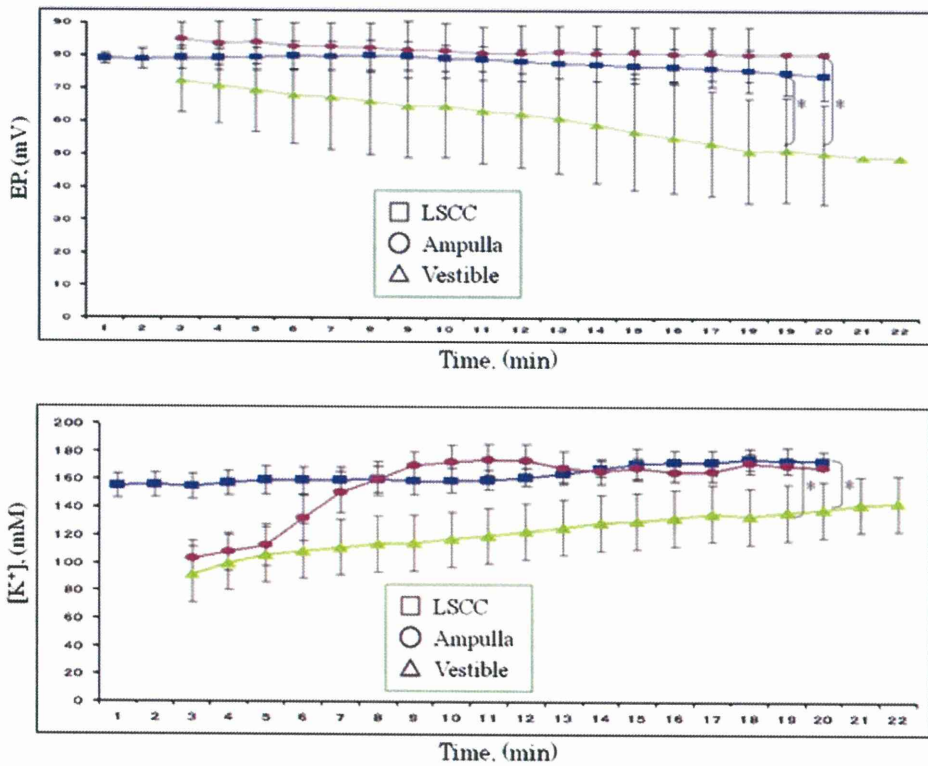 90
80
70
60
50
40
30
20
10
0
EP, (mV)
* *
LSCC
Ampulla
Vestible
1 2 3 4 5 6 7 8 9 10 11 12 13 14 15 16 17 18 19 20 21 22
Time, (min)
200
180
160
140
120
100
80
60
40
20
0
[K+], (mM)
* *
LSCC
Ampulla
Vestible
1 2 3 4 5 6 7 8 9 10 11 12 13 14 15 16 17 18 19 20 21 22
Time, (min)